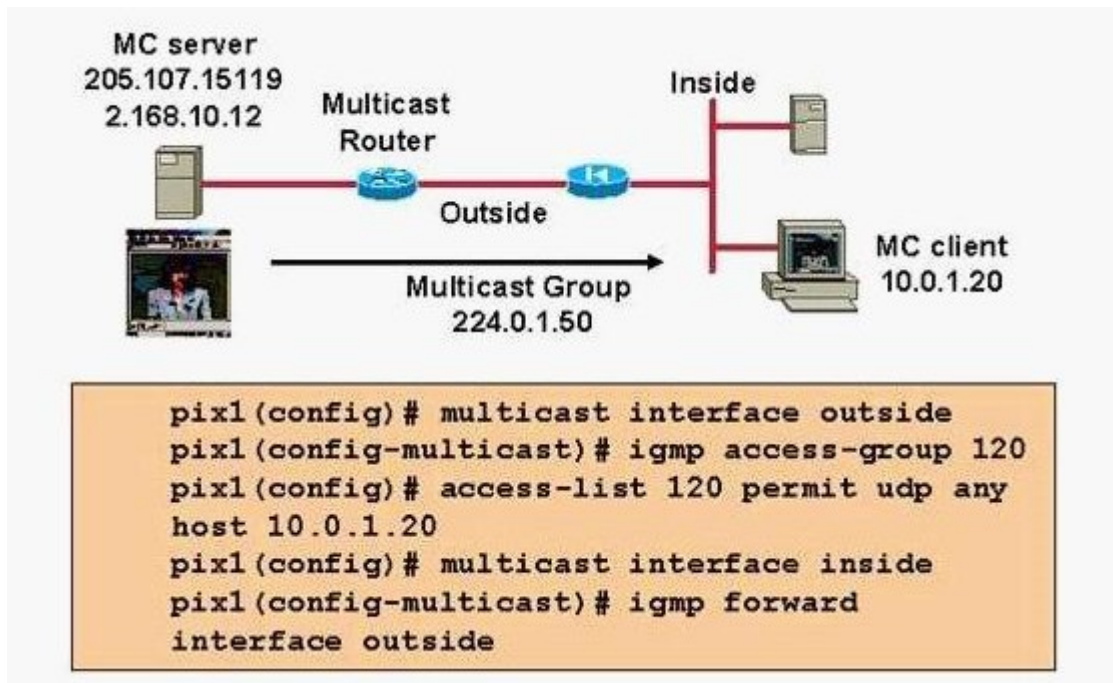 MC server
205.107.15119
2.168.10.12
Multicast
Router
Inside
Outside
MC client
10.0.1.20
Multicast Group
224.0.1.50
pix1(config)# multicast interface outside
pix1(config-multicast)# igmp access-group 120
pix1(config)# access-list 120 permit udp any
host 10.0.1.20
pix1(config)# multicast interface inside
pix1(config-multicast)# igmp forward
interface outside